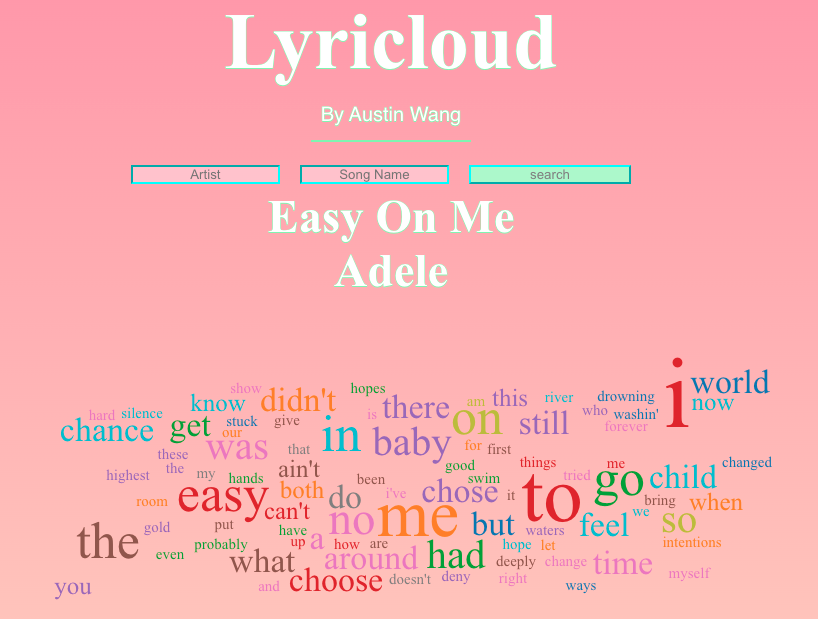 Lyricloud
By Austin Wang
Artist Song Name search
Easy On Me
Adele
i
world
show hopes
know didn't am this river drowning now
hard silence is there on who washin'
chance get stuck give in still forever
our
was baby for first
these that
highest the my hands ain't been good swim things tried me go child changed
room easy both do i've chose it to bring when
can't
gold put have no me but waters feel we so
the probably up a how are hope let intentions
even what around had deeply change time
you and choose doesn't deny right ways myself